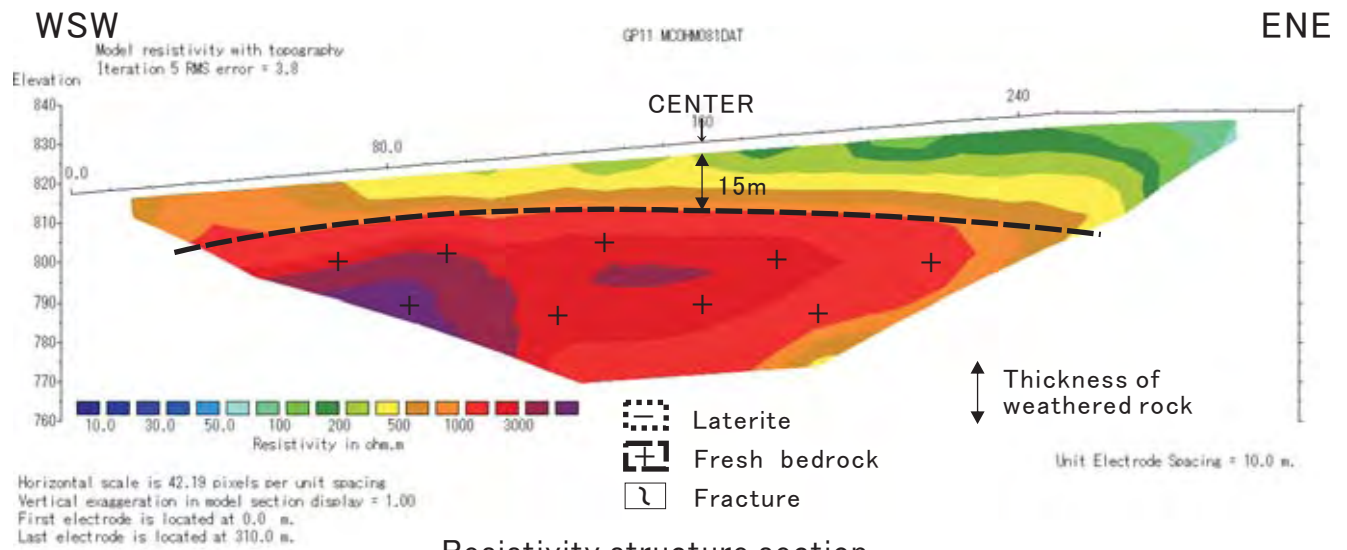 WSW
ENE
Model resistivity with topography
Iteration 5 RMS error = 3.8
GP11 MCOHM081DAT
Elevation
840
830
820
810
800
790
780
770
760
0.0
80.0
CENTER
160
240
15m
10.0 30.0 50.0 100 200 500 1000 3000
Resistivity in ohm.m
Laterite
Fresh bedrock
Fracture
Thickness of
weathered rock
Unit Electrode Spacing = 10.0 m.
Horizontal scale is 42.19 pixels per unit spacing
Vertical exaggeration in model section display = 1.00
First electrode is located at 0.0 m.
Last electrode is located at 310.0 m.
Resistivity structure section